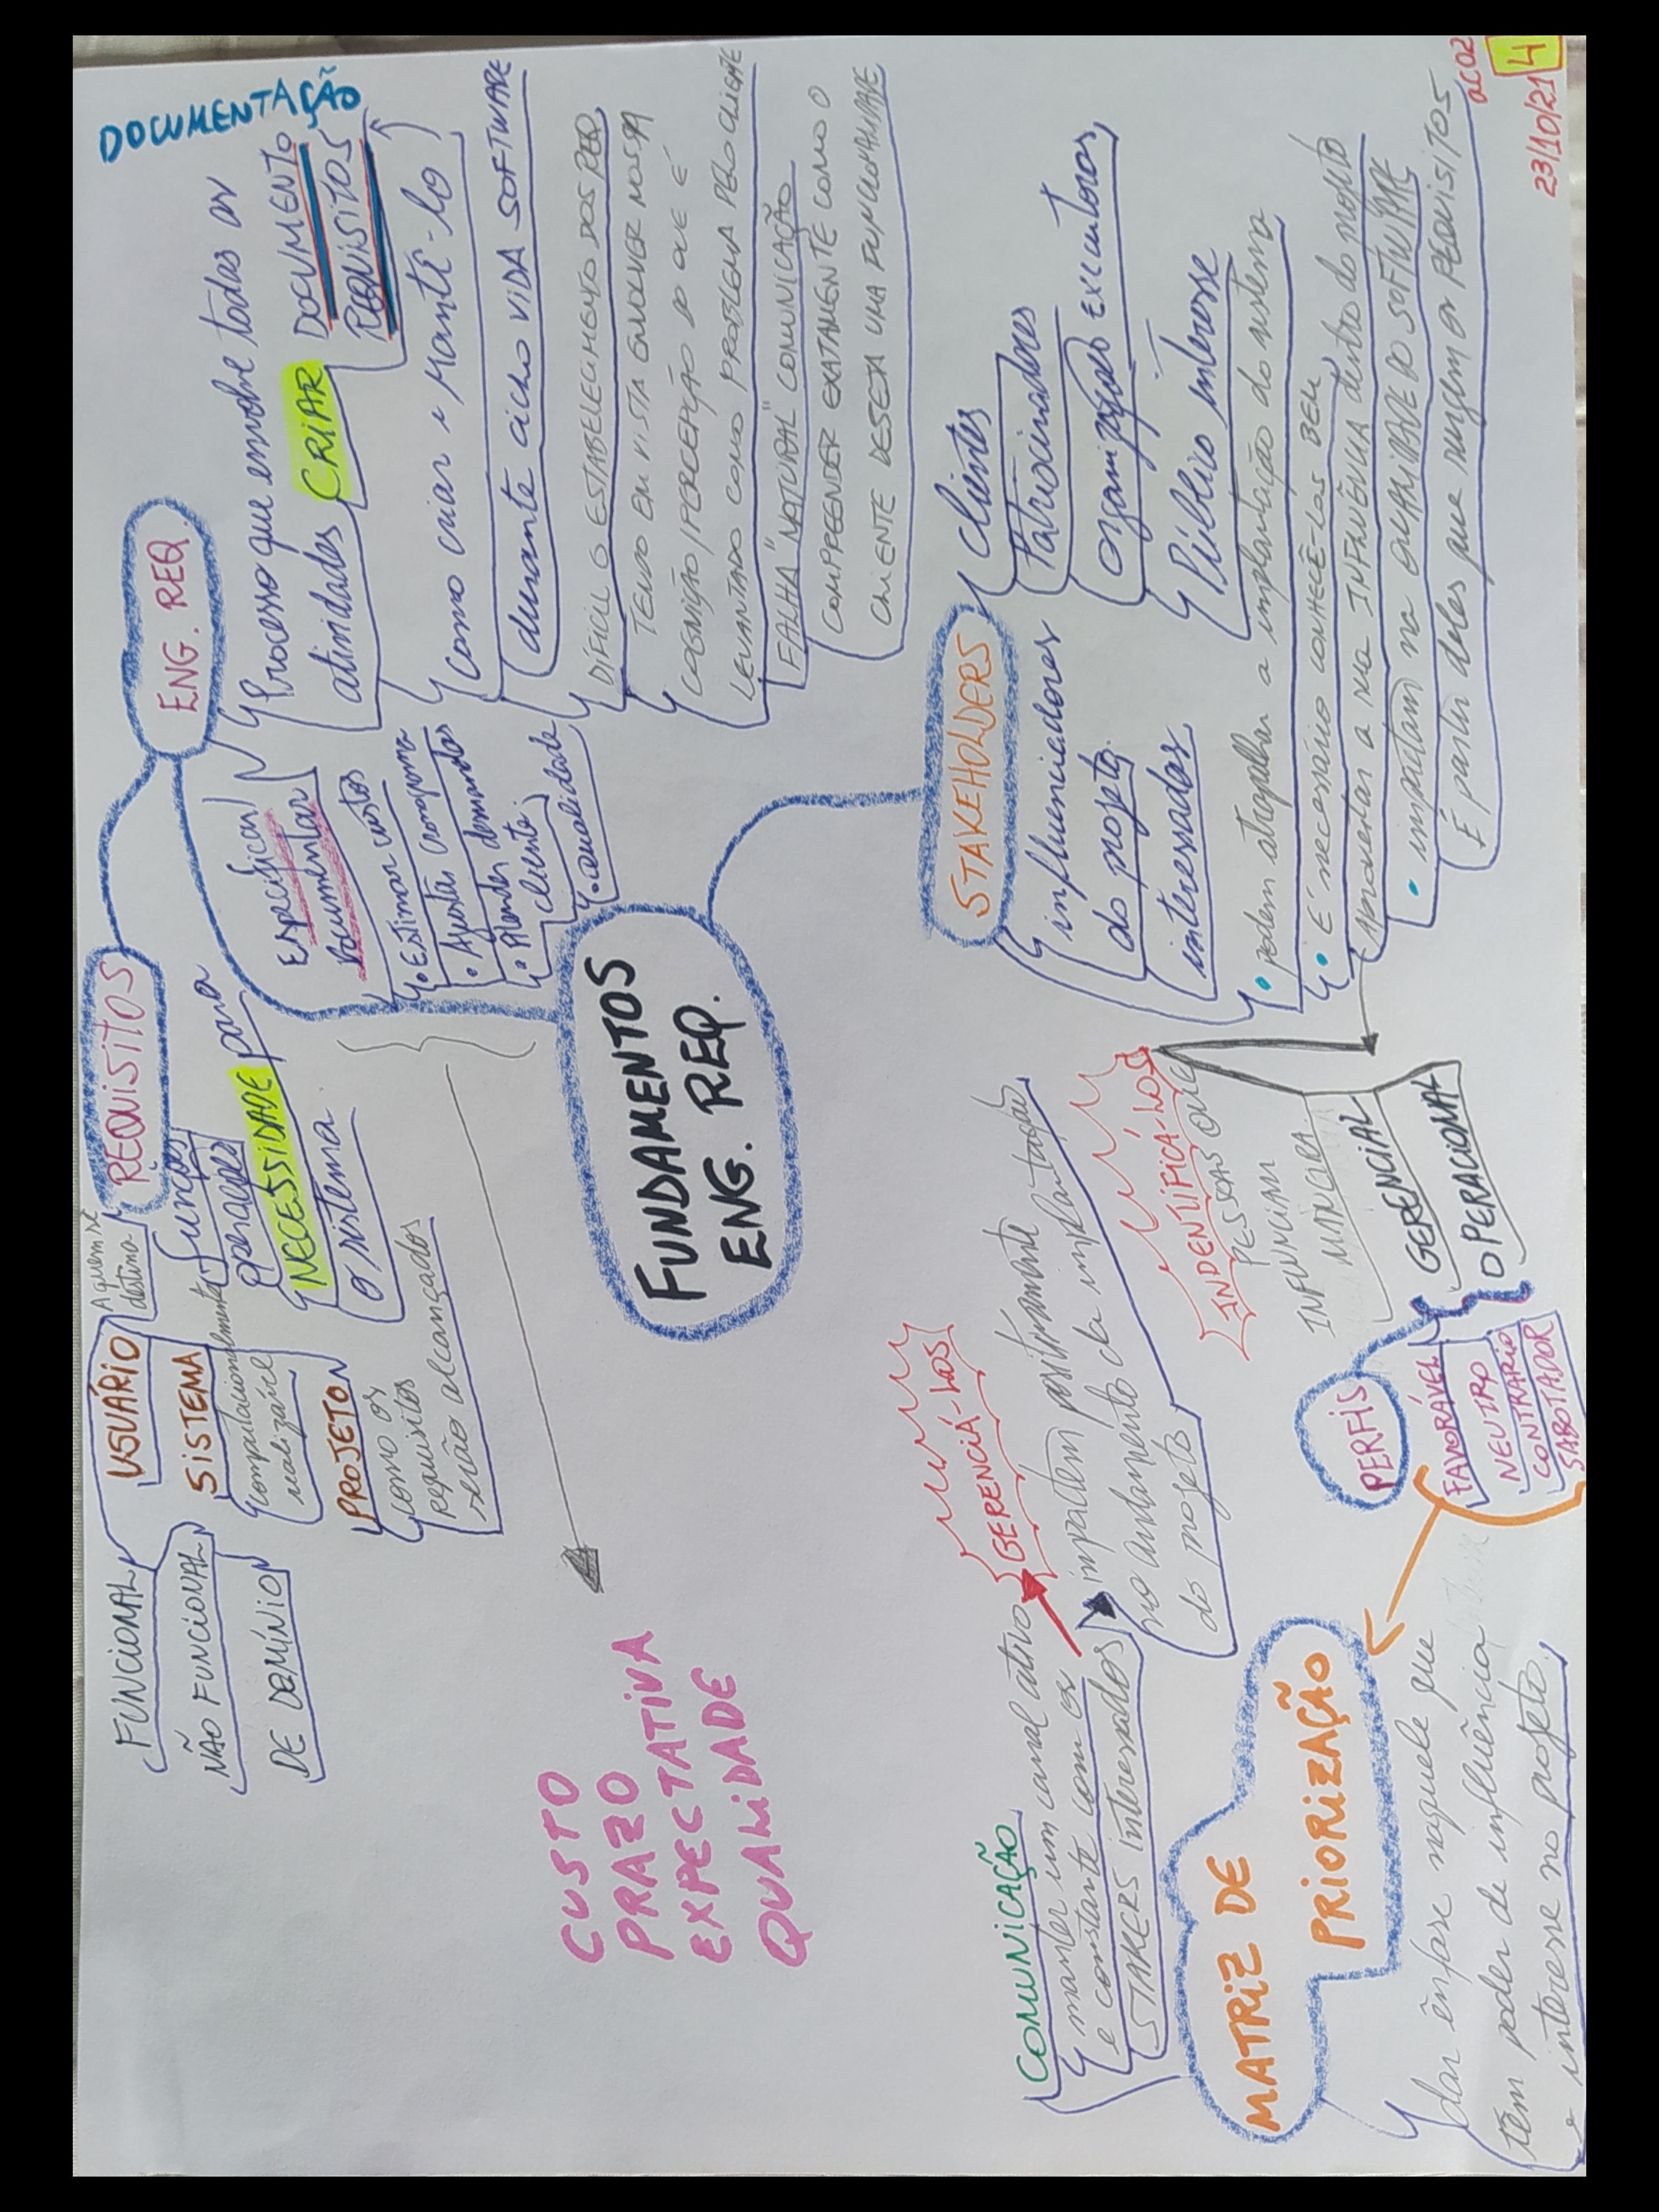 FUNDAMENTOS
ENG. REQ.
ENG. REQ.
DOCUMENTAÇÃO
Processo que envolve todas as
atividades CRIAR DOCUMENTO
REQUISITOS
como criar e MANTÊ-lo
durante ciclo VIDA SOFTWARE
DIFÍCIL O ESTABELECIMENTO DOS REQ.
TENDO EM VISTA ENVOLVER NOSSA
COGNIÇÃO/PERCEPÇÃO DO QUE É
LEVANTADO COMO PROBLEMA PELO CLIENTE
FALHA "NATURAL" COMUNICAÇÃO
COMPREENDER EXATAMENTE COMO O
CLIENTE DESEJA UMA FUNCIONALIDADE
Especificar/
Documentar
• Estimar custos
• Ajustar cronograma
• Atender demandas
cliente.
• Qualidade
REQUISITOS
funções
operações
NECESSIDADE para
o sistema.
A quem se
destina
USUÁRIO
SISTEMA
computacionalmente
realizável
PROJETO
como os
requisitos
serão alcançados
FUNCIONAL
NÃO FUNCIONAL
DE DOMÍNIO
CUSTO
PRAZO
EXPECTATIVA
QUALIDADE
STAKEHOLDERS
clientes
Patrocinadores
organizações EXECUTORAS
Público interesse
influenciadores
do projeto
interessados
• podem atrapalhar a implantação do sistema
• É necessário CONHECÊ-LOS BEM
Aproveitar a sua INFLUÊNCIA dentro do projeto
• impactam na QUALIDADE DO SOFTWARE
É partir deles que surgem os REQUISITOS
INDENTIFICÁ-LOS
PESSOAS QUE
INFLUNCIAM
MANEIRA
GERENCIAL
OPERACIONAL
PERFIS
FAVORÁVEL
NEUTRO
CONTRARIO
SABOTADOR
MATRIZ DE
PRIORIZAÇÃO
dar ênfase naquele que
têm poder de influência
e interesse no projeto.
COMUNICAÇÃO
manter um canal ativo
e constante com os
STAKERS interessados
GERENCIÁ-LOS
impactem positivamente
no andamento da implantação
do projeto
ac02
23/10/21 4